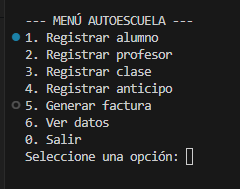 --- MENÚ AUTOESCUELA ---
1. Registrar alumno
2. Registrar profesor
3. Registrar clase
4. Registrar anticipo
5. Generar factura
6. Ver datos
0. Salir
Seleccione una opción: